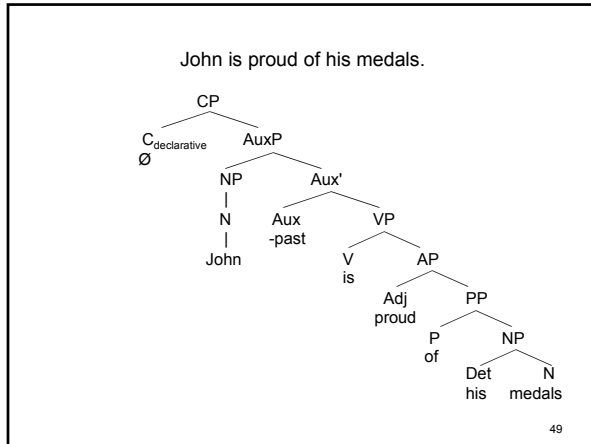 John is proud of his medals.
CP
C declarative AuxP
Ø
NP Aux'
N Aux VP
-past
John V AP
is
Adj PP
proud
P NP
of
Det N
his medals
49